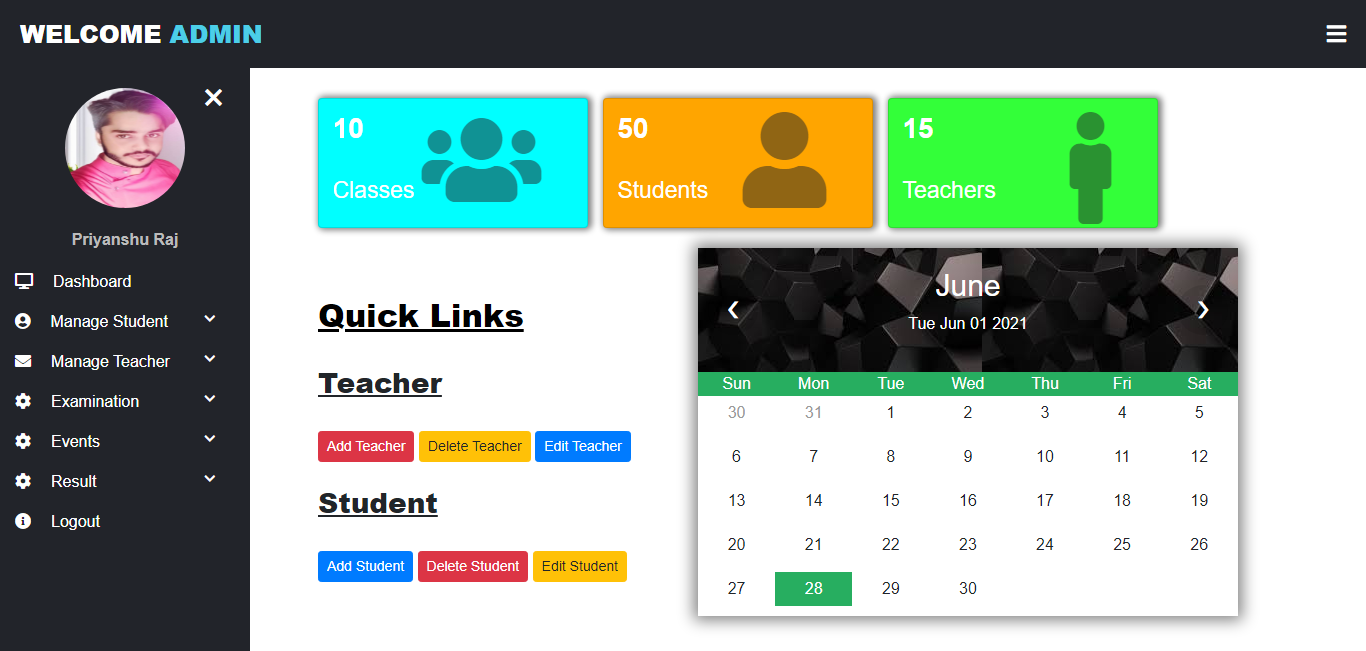 WELCOME ADMIN
Priyanshu Raj
Dashboard
Manage Student
Manage Teacher
Examination
Events
Result
Logout
10
Classes
50
Students
15
Teachers
Quick Links
Teacher
Add Teacher Delete Teacher Edit Teacher
Student
Add Student Delete Student Edit Student
June
Tue Jun 01 2021
Sun Mon Tue Wed Thu Fri Sat
30 31 1 2 3 4 5
6 7 8 9 10 11 12
13 14 15 16 17 18 19
20 21 22 23 24 25 26
27 28 29 30